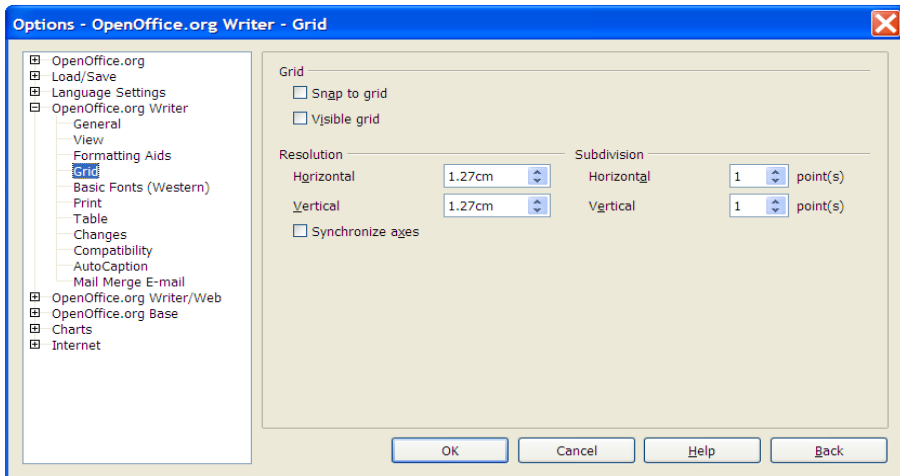 Options - OpenOffice.org Writer - Grid
OpenOffice.org
Load/Save
Language Settings
OpenOffice.org Writer
General
View
Formatting Aids
Grid
Basic Fonts (Western)
Print
Table
Changes
Compatibility
AutoCaption
Mail Merge E-mail
OpenOffice.org Writer/Web
OpenOffice.org Base
Charts
Internet
Grid
Snap to grid
Visible grid
Resolution Subdivision
Horizontal 1.27cm Horizontal 1 point(s)
Vertical 1.27cm Vertical 1 point(s)
Synchronize axes
OK Cancel Help Back